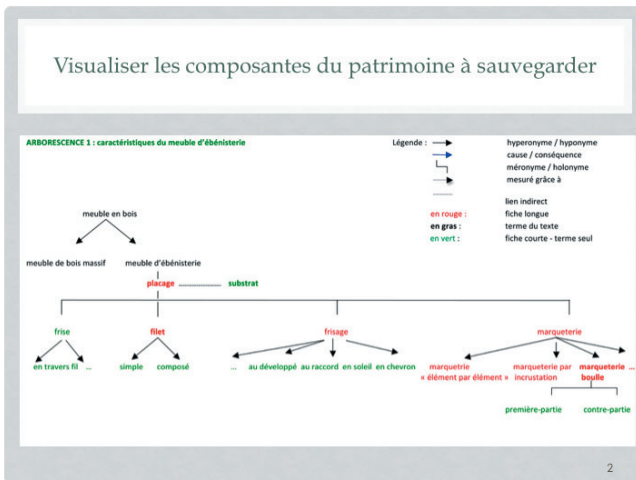 Visualiser les composantes du patrimoine à sauvegarder
ARBORESCENCE 1 : caractéristiques du meuble d'ébénisterie
Légende :
hyperonyme / hyponyme
cause / conséquence
méronyme / holonyme
mesuré grâce à
lien indirect
en rouge : fiche longue
en gras : terme du texte
en vert : fiche courte - terme seul
meuble en bois
meuble de bois massif meuble d'ébénisterie
placage substrat
frise filet frisage marqueterie
en travers fil ... simple composé ... au développé au raccord en soleil en chevron marquetrie marqueterie par marqueterie ...
« élément par élément » incrustation boulle
première-partie contre-partie
2